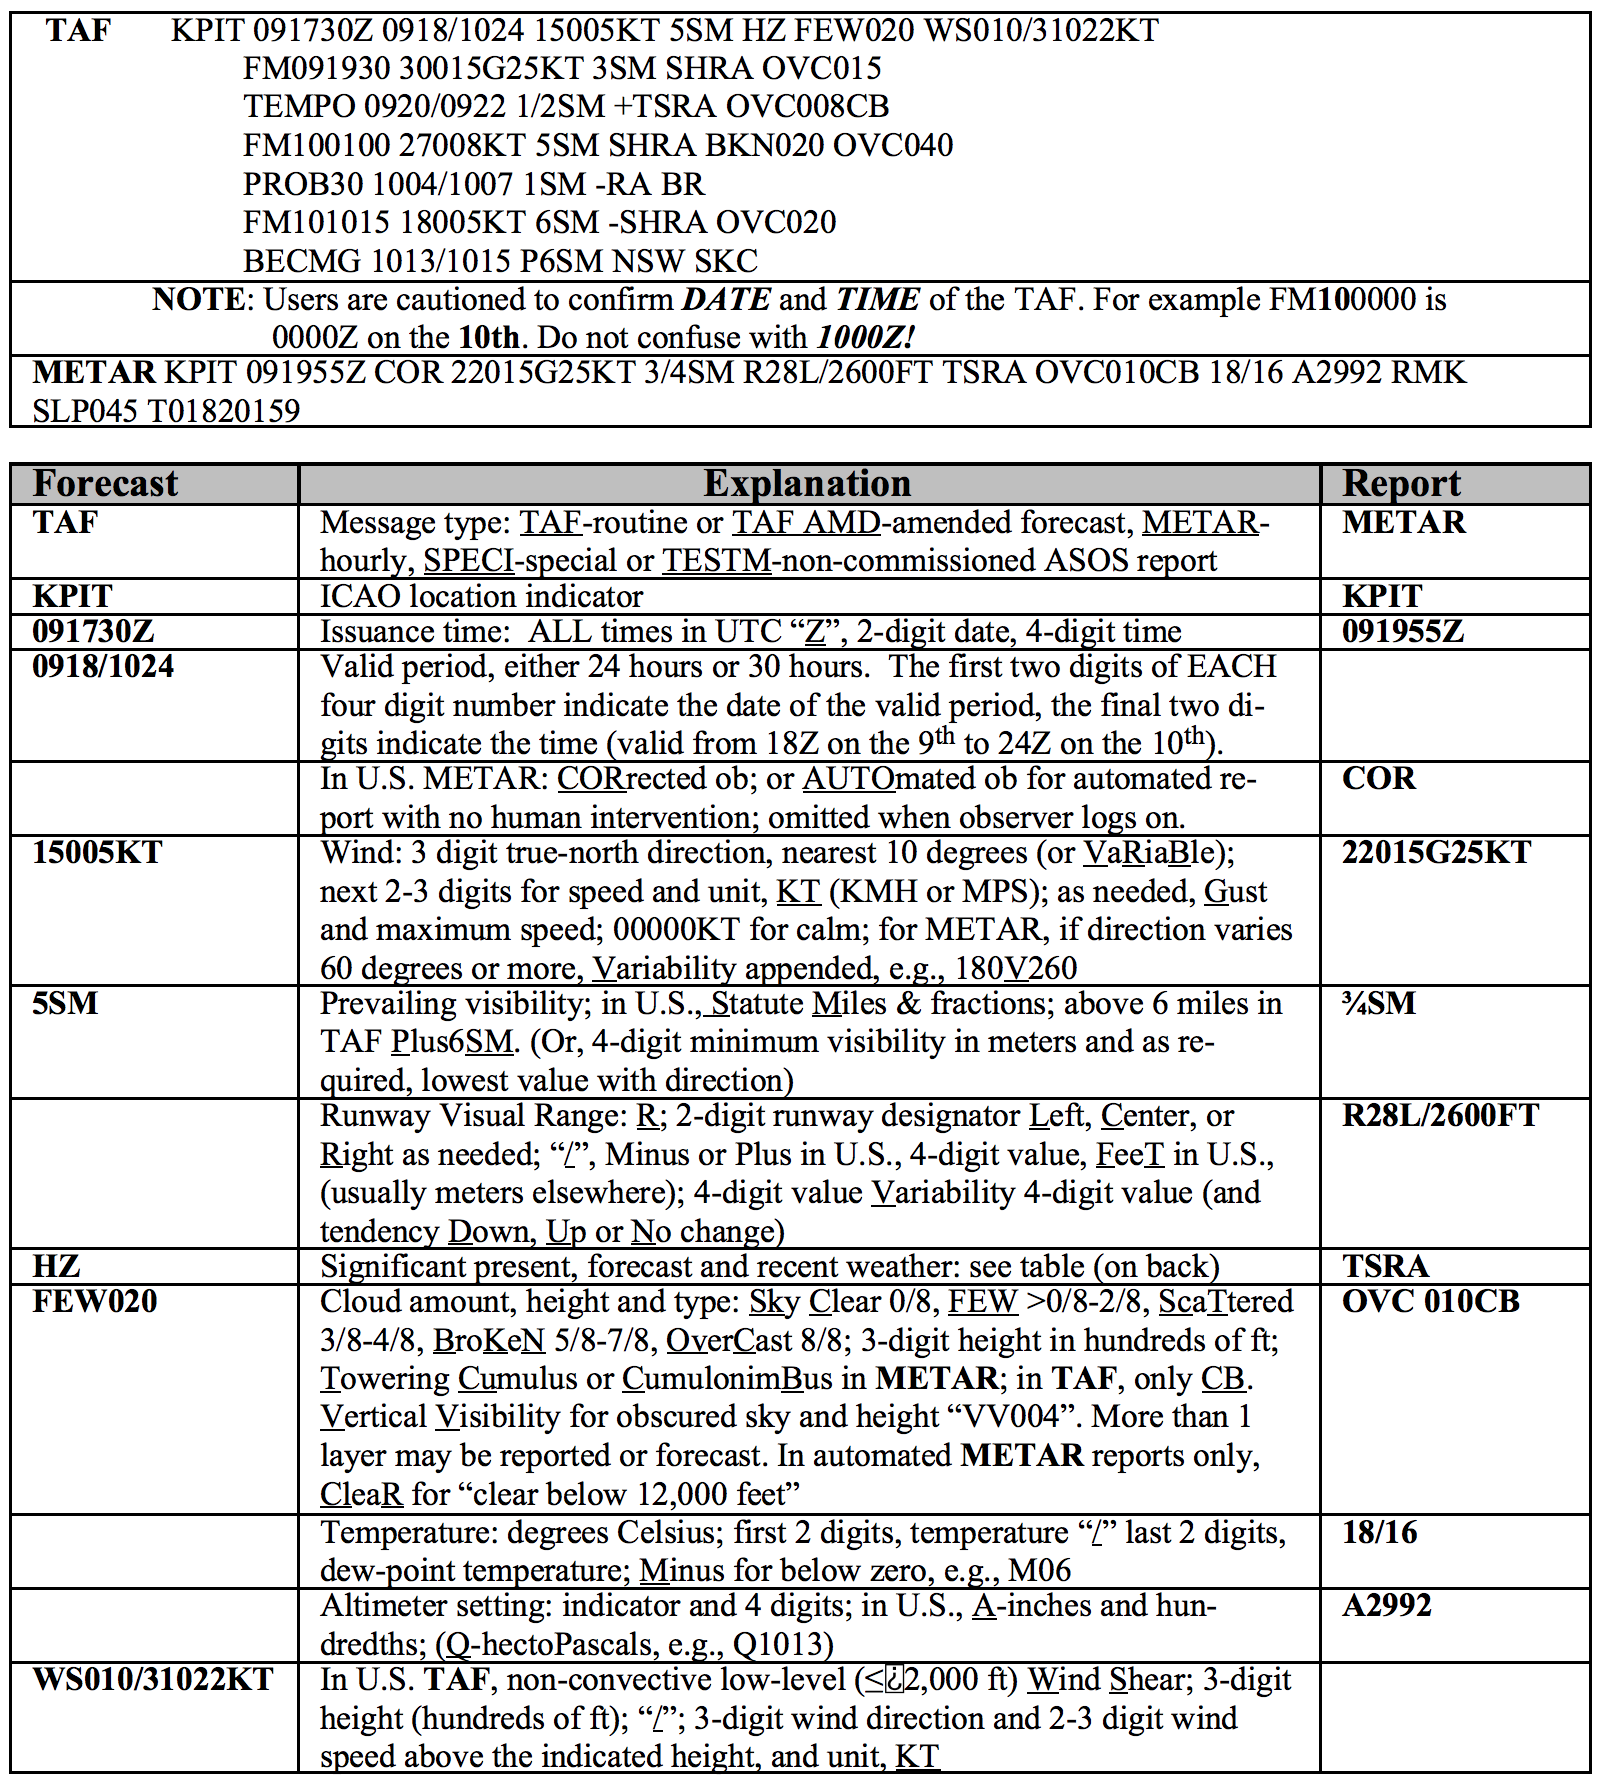 TAF KPIT 091730Z 0918/1024 15005KT 5SM HZ FEW020 WS010/31022KT
FM091930 30015G25KT 3SM SHRA OVC015
TEMPO 0920/0922 1/2SM +TSRA OVC008CB
FM100100 27008KT 5SM SHRA BKN020 OVC040
PROB30 1004/1007 1SM -RA BR
FM101015 18005KT 6SM -SHRA OVC020
BECMG 1013/1015 P6SM NSW SKC
NOTE: Users are cautioned to confirm DATE and TIME of the TAF. For example FM100000 is
0000Z on the 10th. Do not confuse with 1000Z!
METAR KPIT 091955Z COR 22015G25KT 3/4SM R28L/2600FT TSRA OVC010CB 18/16 A2992 RMK
SLP045 T01820159
Forecast Explanation Report
TAF Message type: TAF-routine or TAF AMD-amended forecast, METAR- METAR
hourly, SPECI-special or TESTM-non-commissioned ASOS report
KPIT ICAO location indicator KPIT
091730Z Issuance time: ALL times in UTC “Z”, 2-digit date, 4-digit time 091955Z
0918/1024 Valid period, either 24 hours or 30 hours. The first two digits of EACH
four digit number indicate the date of the valid period, the final two di-
gits indicate the time (valid from 18Z on the 9th to 24Z on the 10th).
In U.S. METAR: CORrected ob; or AUTOmated ob for automated re- COR
port with no human intervention; omitted when observer logs on.
15005KT Wind: 3 digit true-north direction, nearest 10 degrees (or VaRiaBle); 22015G25KT
next 2-3 digits for speed and unit, KT (KMH or MPS); as needed, Gust
and maximum speed; 00000KT for calm; for METAR, if direction varies
60 degrees or more, Variability appended, e.g., 180V260
5SM Prevailing visibility; in U.S., Statute Miles & fractions; above 6 miles in ¾SM
TAF Plus6SM. (Or, 4-digit minimum visibility in meters and as re-
quired, lowest value with direction)
Runway Visual Range: R; 2-digit runway designator Left, Center, or R28L/2600FT
Right as needed; “/”, Minus or Plus in U.S., 4-digit value, FeeT in U.S.,
(usually meters elsewhere); 4-digit value Variability 4-digit value (and
tendency Down, Up or No change)
HZ Significant present, forecast and recent weather: see table (on back) TSRA
FEW020 Cloud amount, height and type: Sky Clear 0/8, FEW >0/8-2/8, ScaTtered OVC 010CB
3/8-4/8, BroKeN 5/8-7/8, OverCast 8/8; 3-digit height in hundreds of ft;
Towering Cumulus or CumulonimBus in METAR; in TAF, only CB.
Vertical Visibility for obscured sky and height “VV004”. More than 1
layer may be reported or forecast. In automated METAR reports only,
CleaR for “clear below 12,000 feet”
Temperature: degrees Celsius; first 2 digits, temperature “/” last 2 digits, 18/16
dew-point temperature; Minus for below zero, e.g., M06
Altimeter setting: indicator and 4 digits; in U.S., A-inches and hun- A2992
dredths; (Q-hectoPascals, e.g., Q1013)
WS010/31022KT In U.S. TAF, non-convective low-level (≤¿2,000 ft) Wind Shear; 3-digit
height (hundreds of ft); “/”; 3-digit wind direction and 2-3 digit wind
speed above the indicated height, and unit, KT